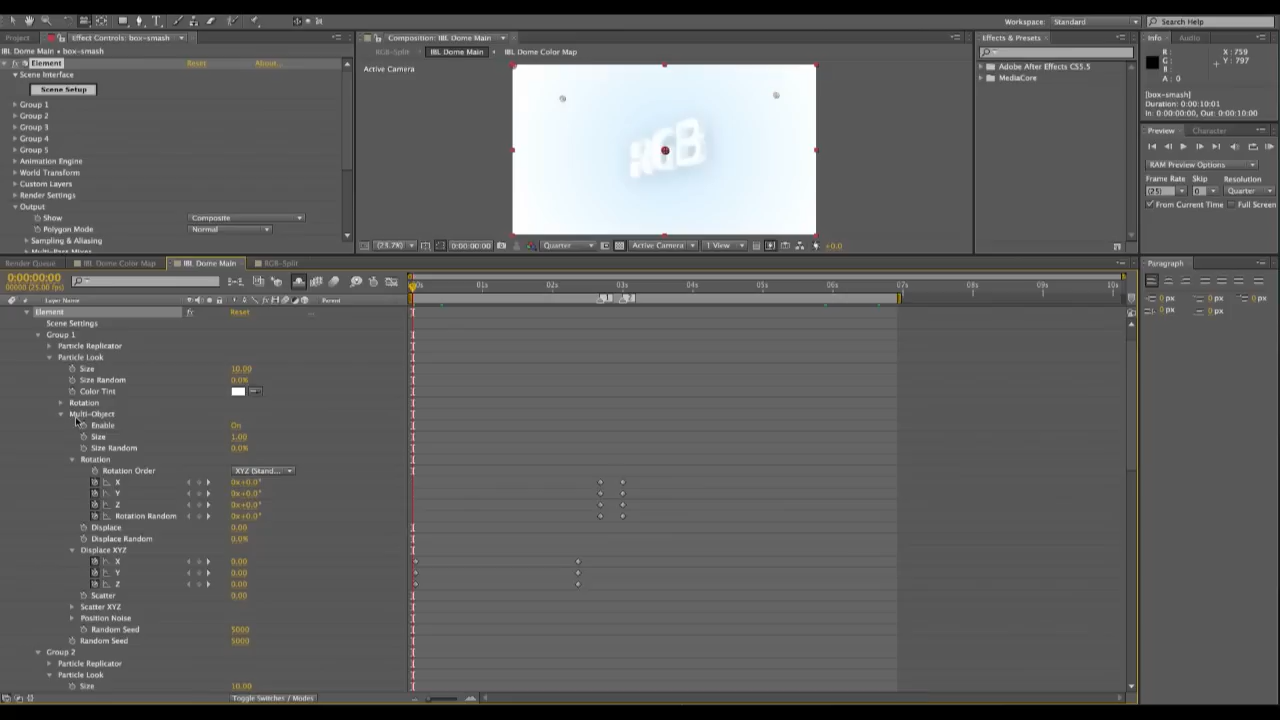 Workspace: Standard
Search Help
Project
Effect Controls: box-smash
Composition: IBL Dome Main
Effects & Presets
Info
Audio
IBL Dome Main • box-smash
RGB-Split
IBL Dome Main
IBL Dome Color Map
Element
Reset
About...
Active Camera
Adobe After Effects CS5.5
MediaCore
R :
G :
B :
A : 0
X : 759
Y : 797
Scene Interface
Scene Setup
Group 1
Group 2
Group 3
Group 4
Group 5
Animation Engine
World Transform
Custom Layers
Render Settings
Output
Show
Composite
Polygon Mode
Normal
Sampling & Aliasing
RGB
[box-smash]
Duration: 0:00:10:01
In: 0:00:00:00, Out: 0:00:10:00
Preview
Character
RAM Preview Options
Frame Rate
Skip
Resolution
(25)
0
Quarter
From Current Time
Full Screen
(23.7%)
0:00:00:00
Quarter
Active Camera
1 View
+0.0
Render Queue
IBL Dome Color Map
IBL Dome Main
RGB-Split
Paragraph
0:00:00:00
00000 (25.00 fps)
01s
02s
03s
04s
05s
06s
07s
08s
09s
10s
Layer Name
Parent
0 px
0 px
0 px
0 px
0 px
Element
Reset
Scene Settings
Group 1
Particle Replicator
Particle Look
Size
10.00
Size Random
0.0%
Color Tint
Rotation
Multi-Object
Enable
On
Size
1.00
Size Random
0.0%
Rotation
Rotation Order
XYZ (Stand...
X
0x+0.0°
Y
0x+0.0°
Z
0x+0.0°
Rotation Random
0x+0.0°
Displace
0.00
Displace Random
0.0%
Displace XYZ
X
0.00
Y
0.00
Z
0.00
Scatter
0.00
Scatter XYZ
Position Noise
Random Seed
5000
Random Seed
5000
Group 2
Particle Replicator
Particle Look
Size
10.00
Toggle Switches / Modes